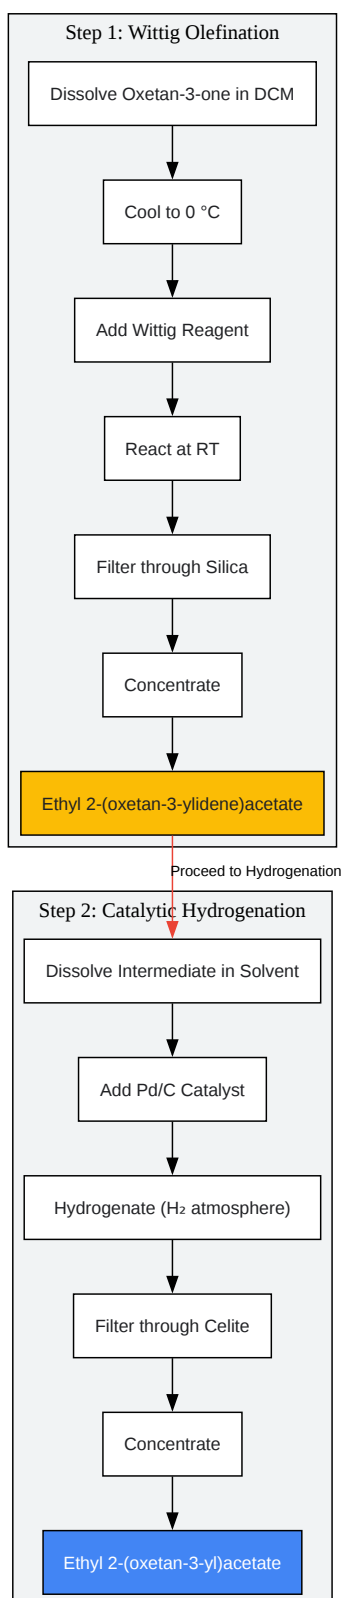 Step 1: Wittig Olefination
Dissolve Oxetan-3-one in DCM
Cool to 0 °C
Add Wittig Reagent
React at RT
Filter through Silica
Concentrate
Ethyl 2-(oxetan-3-ylidene)acetate
Proceed to Hydrogenation
Step 2: Catalytic Hydrogenation
Dissolve Intermediate in Solvent
Add Pd/C Catalyst
Hydrogenate (H₂ atmosphere)
Filter through Celite
Concentrate
Ethyl 2-(oxetan-3-yl)acetate